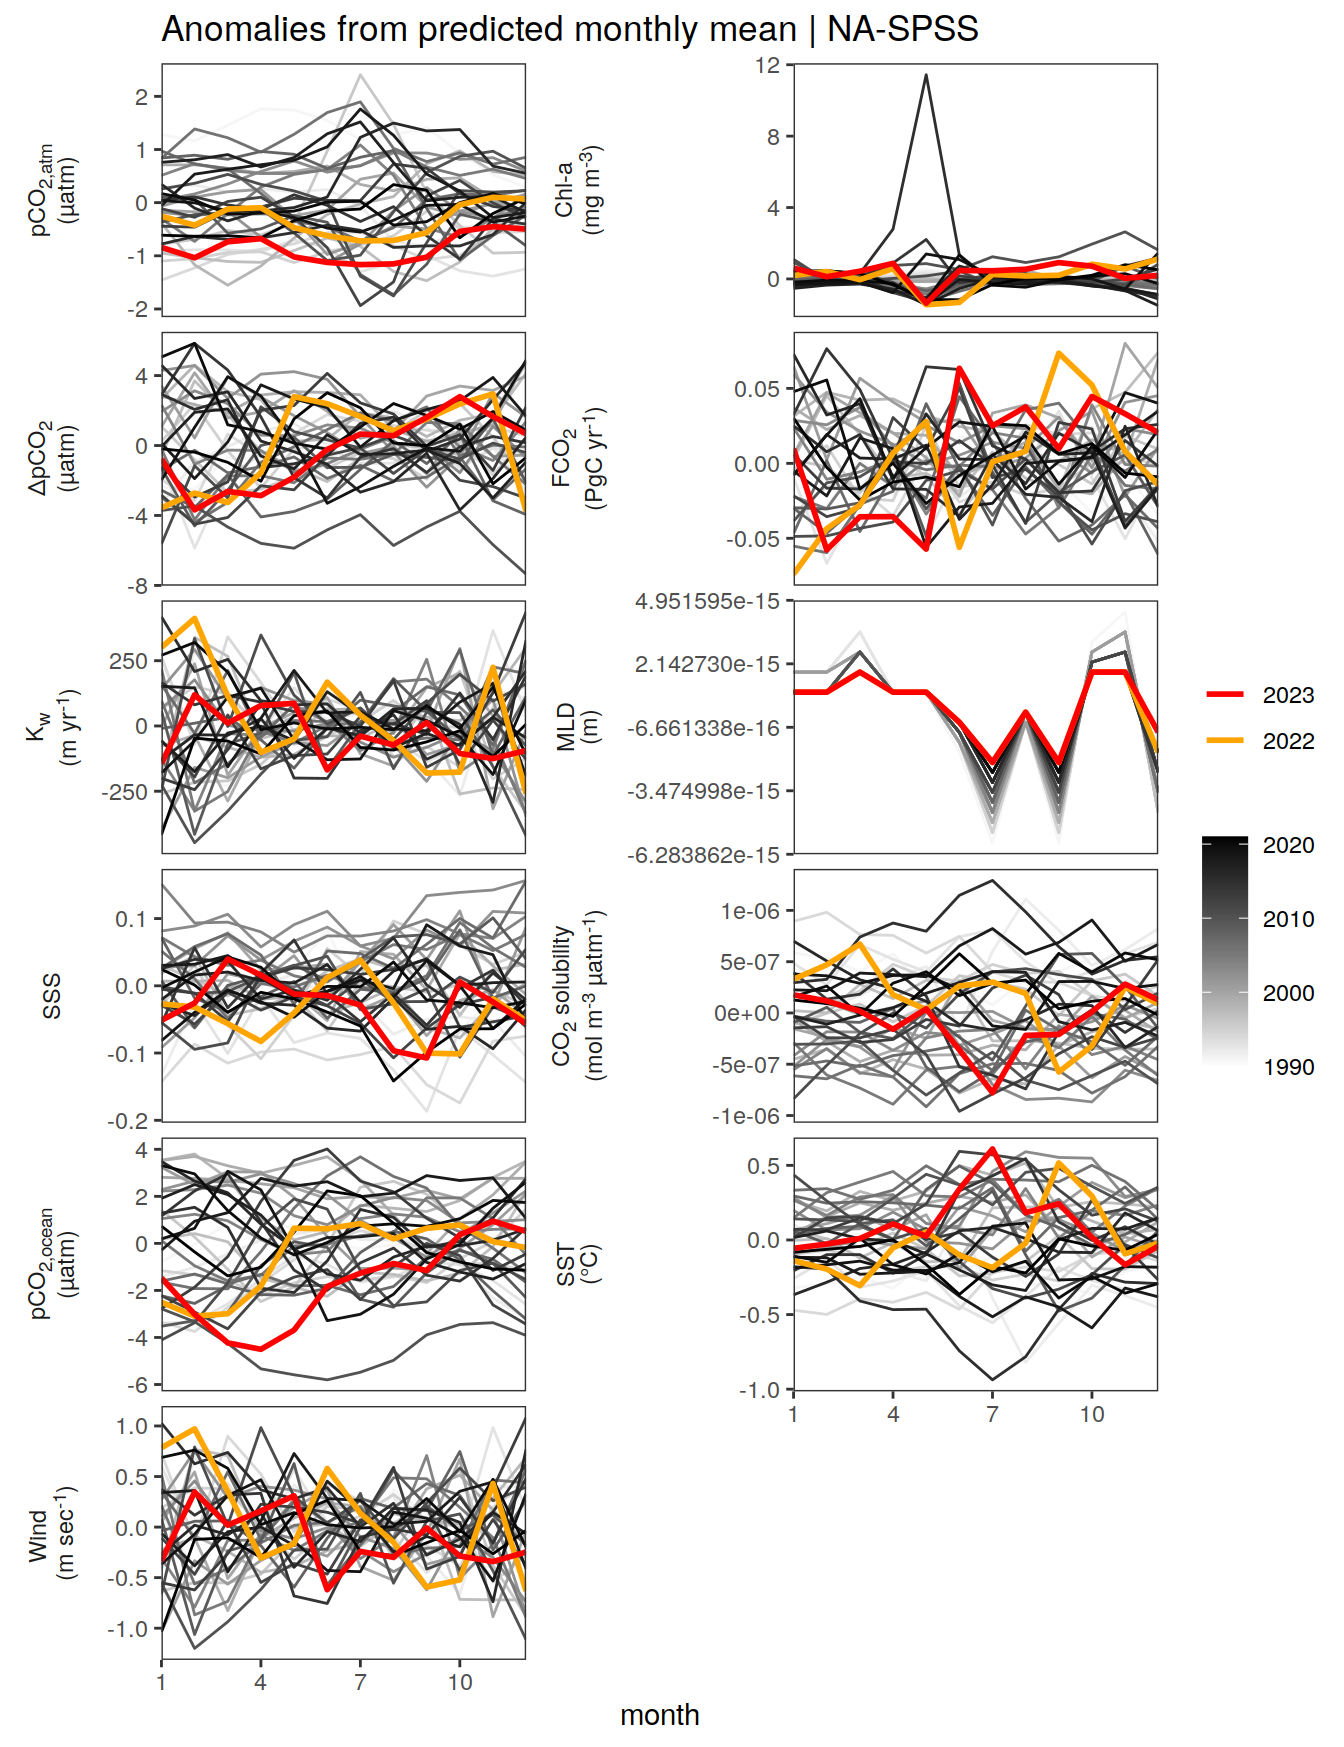 Anomalies from predicted monthly mean | NA-SPSS
pCO2,atm
(µatm)
2
1
0
-1
-2
Chl-a
(mg m-3)
12
8
4
0
ΔpCO2
(µatm)
4
0
-4
-8
FCO2
(PgC yr-1)
0.05
0.00
-0.05
Kw
(m yr-1)
250
0
-250
MLD
(m)
4.951595e-15
2.142730e-15
-6.661338e-16
-3.474998e-15
-6.283862e-15
2023
2022
2020
2010
2000
1990
SSS
0.1
0.0
-0.1
-0.2
CO2 solubility
(mol m-3 µatm-1)
1e-06
5e-07
0e+00
-5e-07
-1e-06
pCO2,ocean
(µatm)
4
2
0
-2
-4
-6
SST
(°C)
0.5
0.0
-0.5
-1.0
1 4 7 10
Wind
(m sec-1)
1.0
0.5
0.0
-0.5
-1.0
1 4 7 10
month